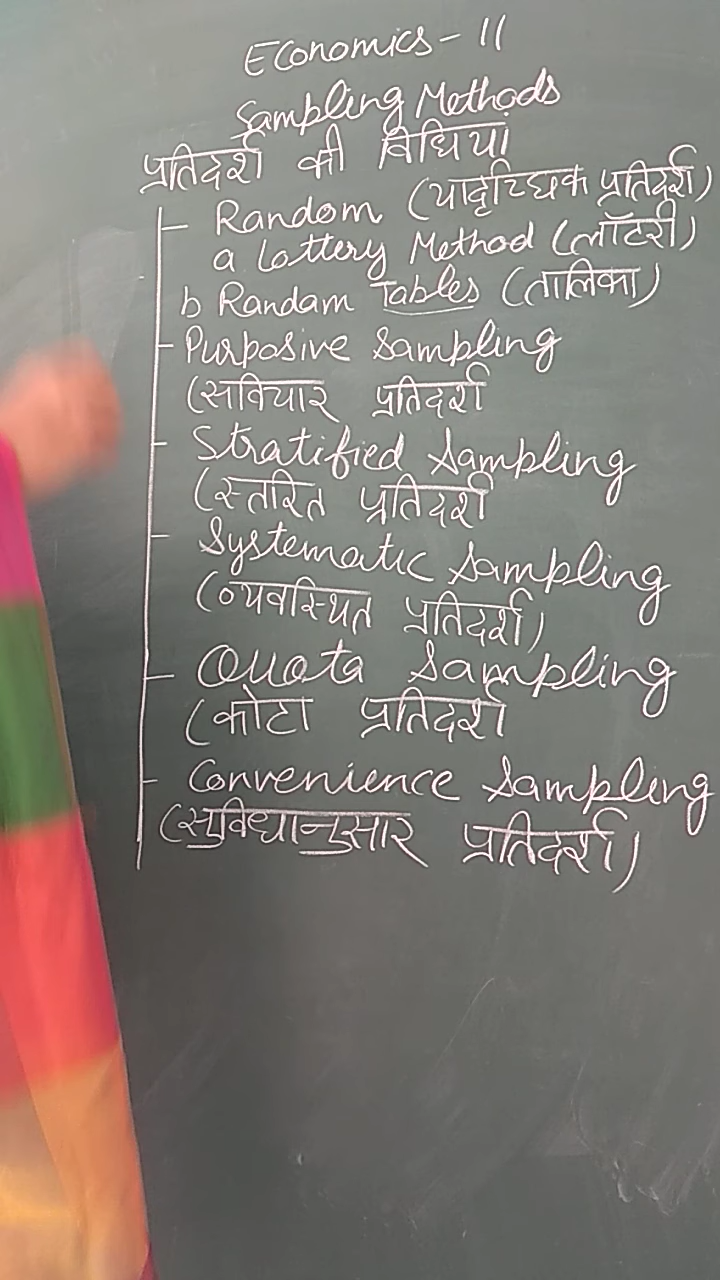 Economics - 11
Sampling Methods
प्रतिदर्श की विधियां
- Random (यादृच्छिक प्रतिदर्श)
a Lottery Method (लॉटरी)
b Randam Tables (तालिका)
- Purposive Sampling
(सविचार प्रतिदर्श
- Stratified Sampling
(स्तरित प्रतिदर्श
- Systematic Sampling
(व्यवस्थित प्रतिदर्श)
- Quota Sampling
(कोटा प्रतिदर्श
- Convenience Sampling
(सुविधानुसार प्रतिदर्श)